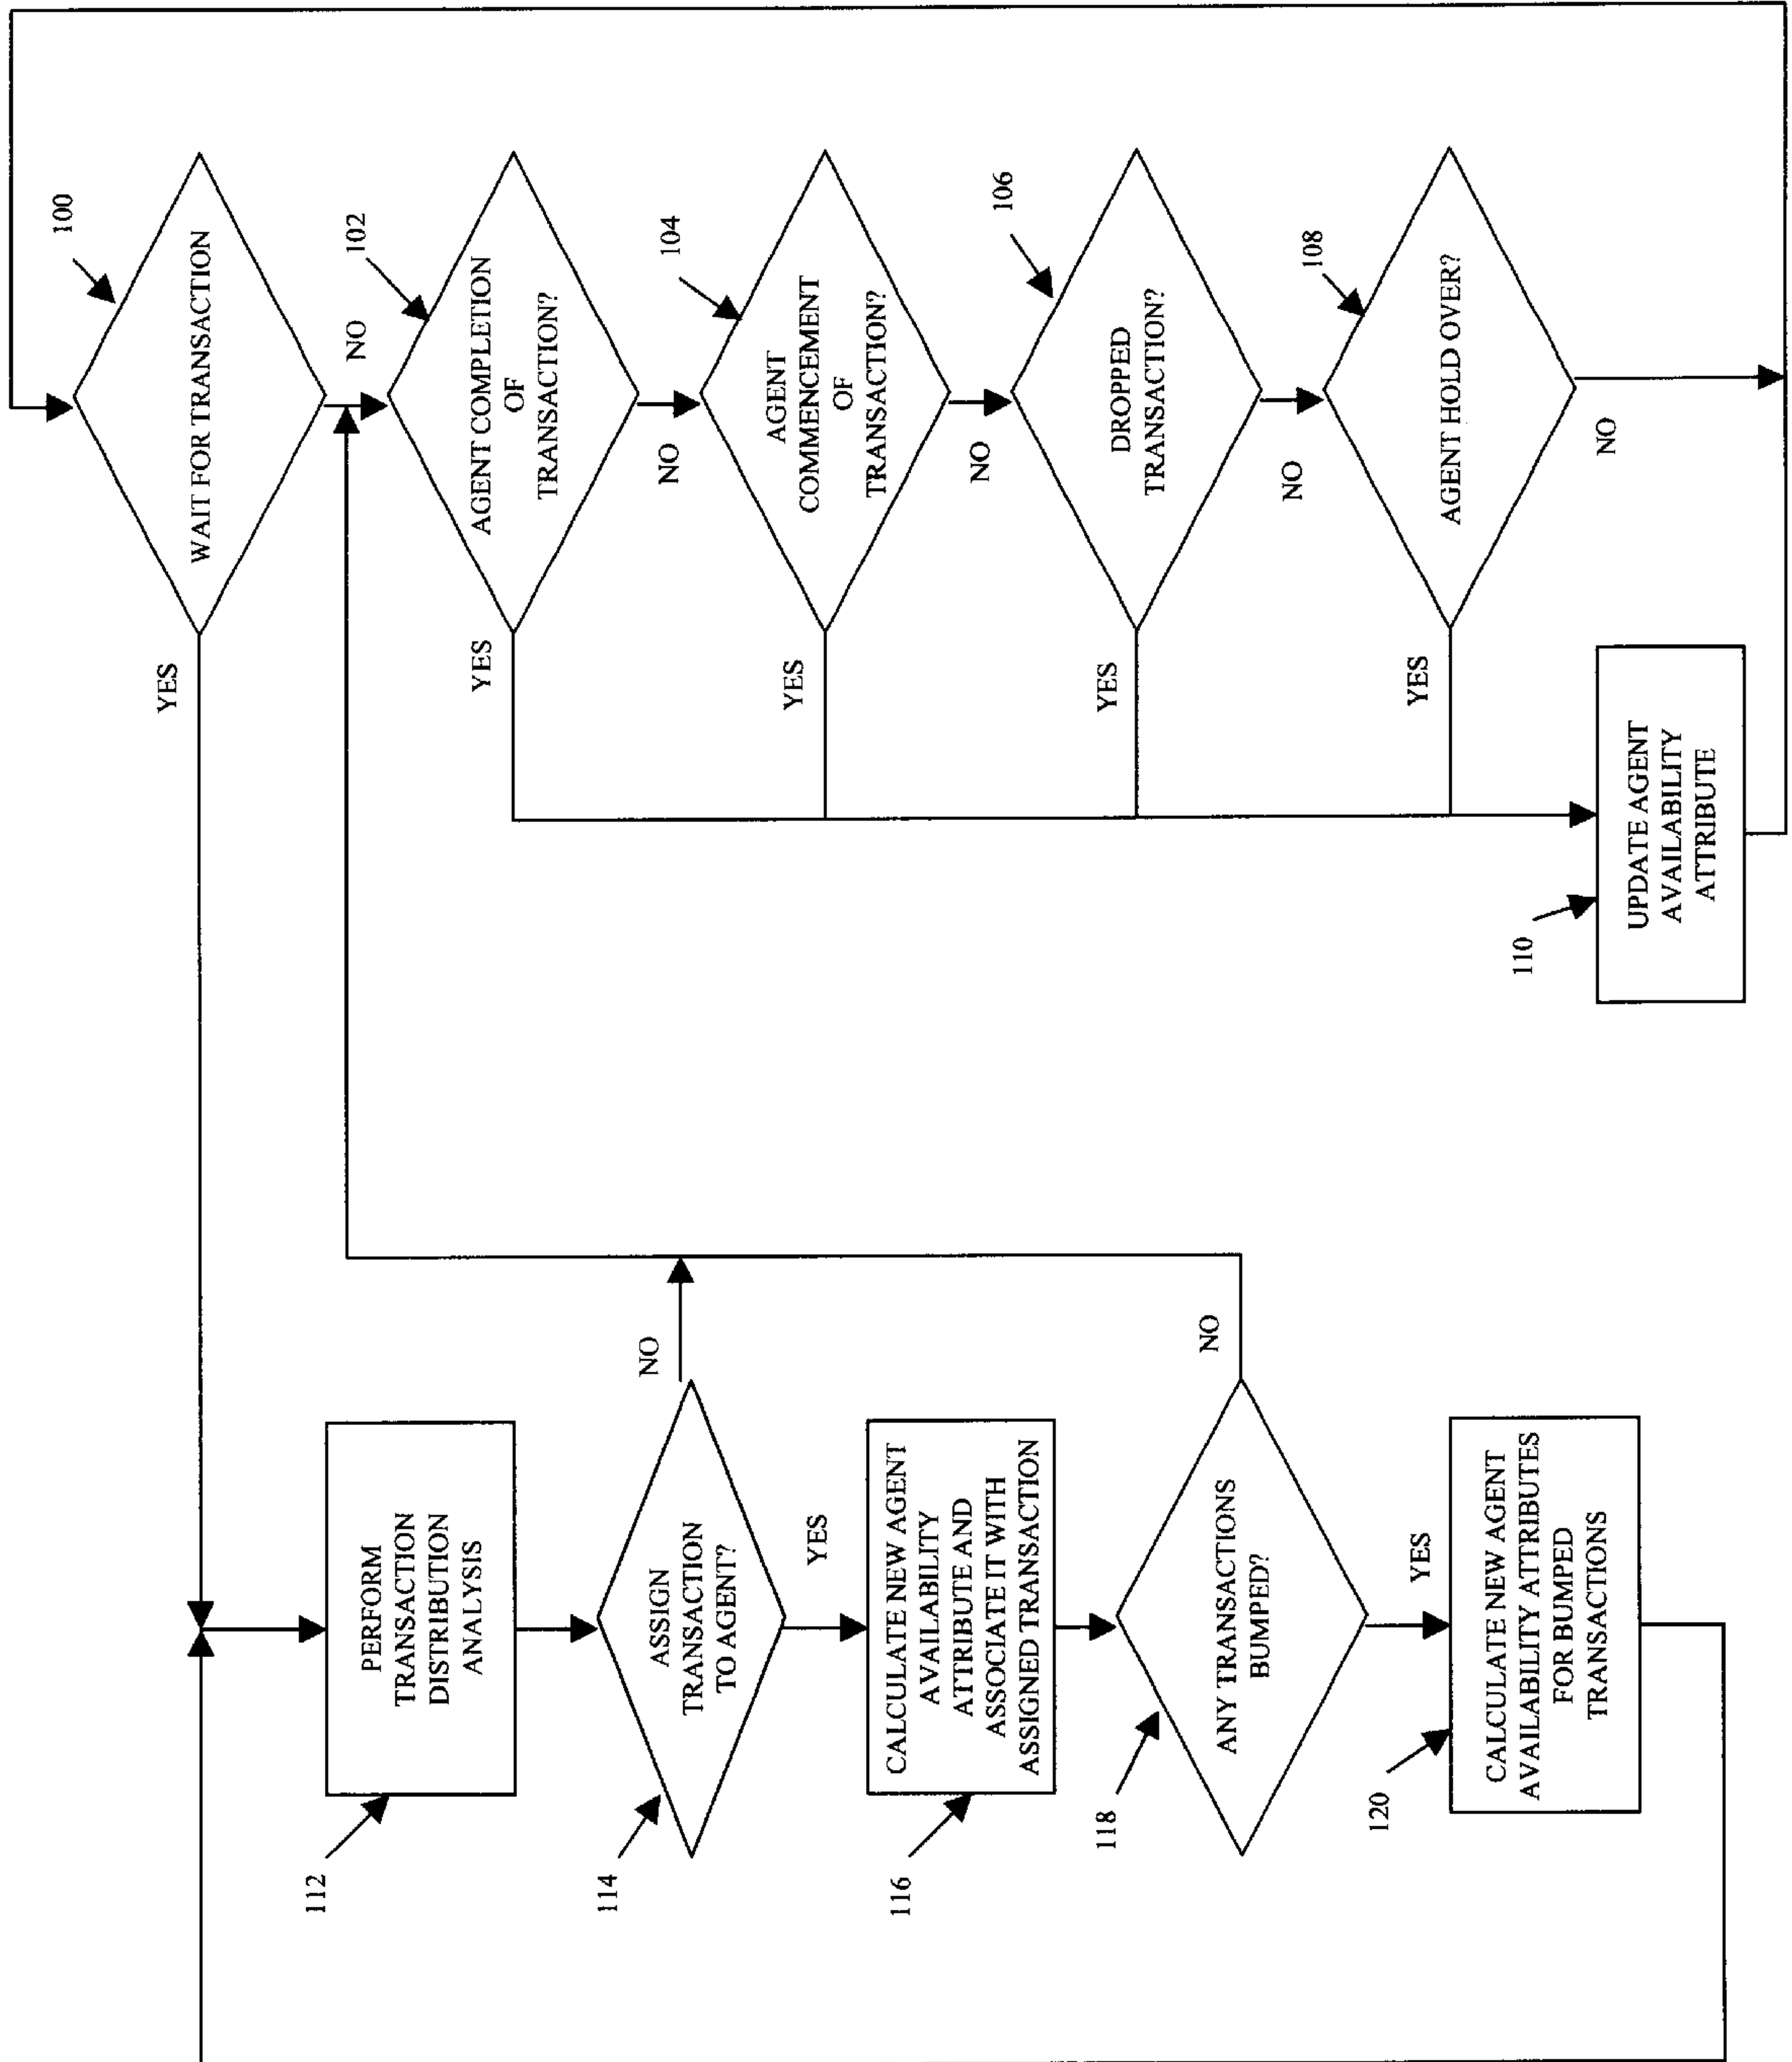 100
WAIT FOR TRANSACTION
YES
NO
102
AGENT COMPLETION
OF
TRANSACTION?
YES
NO
104
AGENT
COMMENCEMENT
OF
TRANSACTION?
YES
NO
106
DROPPED
TRANSACTION?
YES
NO
108
AGENT HOLD OVER?
YES
NO
110
UPDATE AGENT
AVAILABILITY
ATTRIBUTE
112
PERFORM
TRANSACTION
DISTRIBUTION
ANALYSIS
114
ASSIGN
TRANSACTION
TO AGENT?
NO
YES
116
CALCULATE NEW AGENT
AVAILABILITY
ATTRIBUTE AND
ASSOCIATE IT WITH
ASSIGNED TRANSACTION
118
ANY TRANSACTIONS
BUMPED?
NO
YES
120
CALCULATE NEW AGENT
AVAILABILITY ATTRIBUTES
FOR BUMPED
TRANSACTIONS